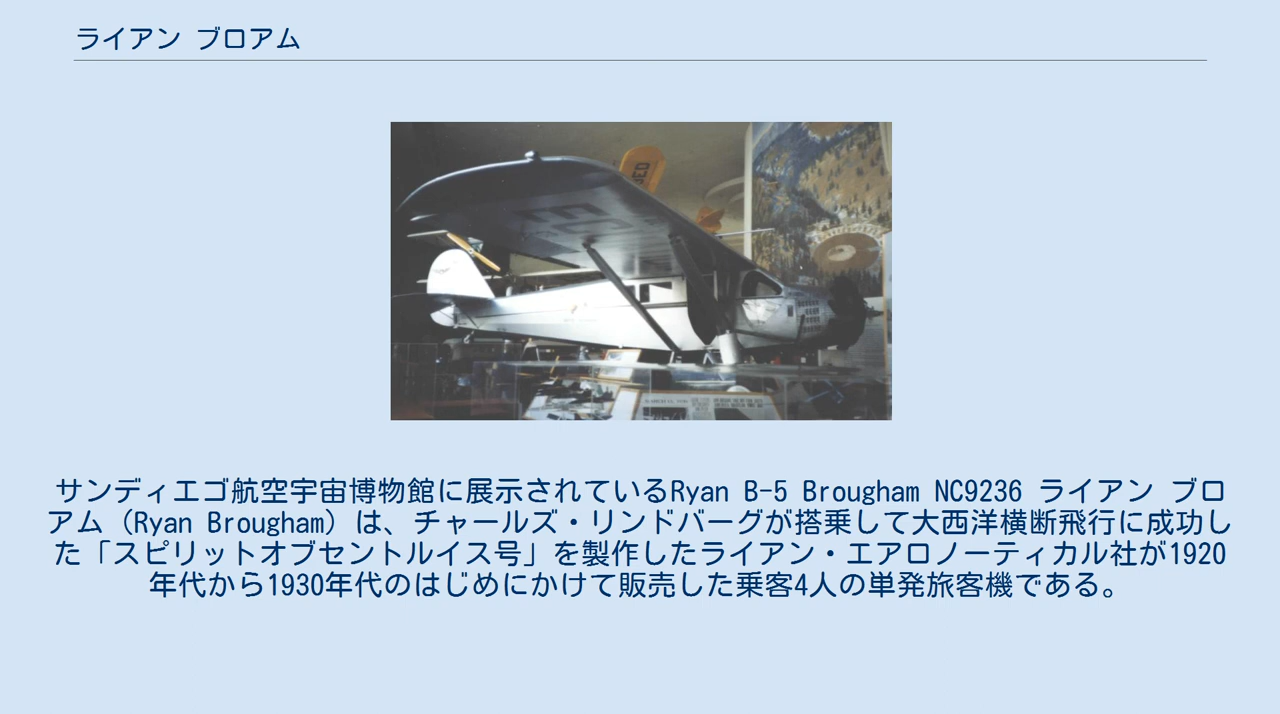 ライアン ブロアム
サンディエゴ航空宇宙博物館に展示されているRyan B-5 Brougham NC9236 ライアン ブロ
アム（Ryan Brougham）は、チャールズ・リンドバーグが搭乗して大西洋横断飛行に成功し
た「スピリットオブセントルイス号」を製作したライアン・エアロノーティカル社が1920
年代から1930年代のはじめにかけて販売した乗客4人の単発旅客機である。